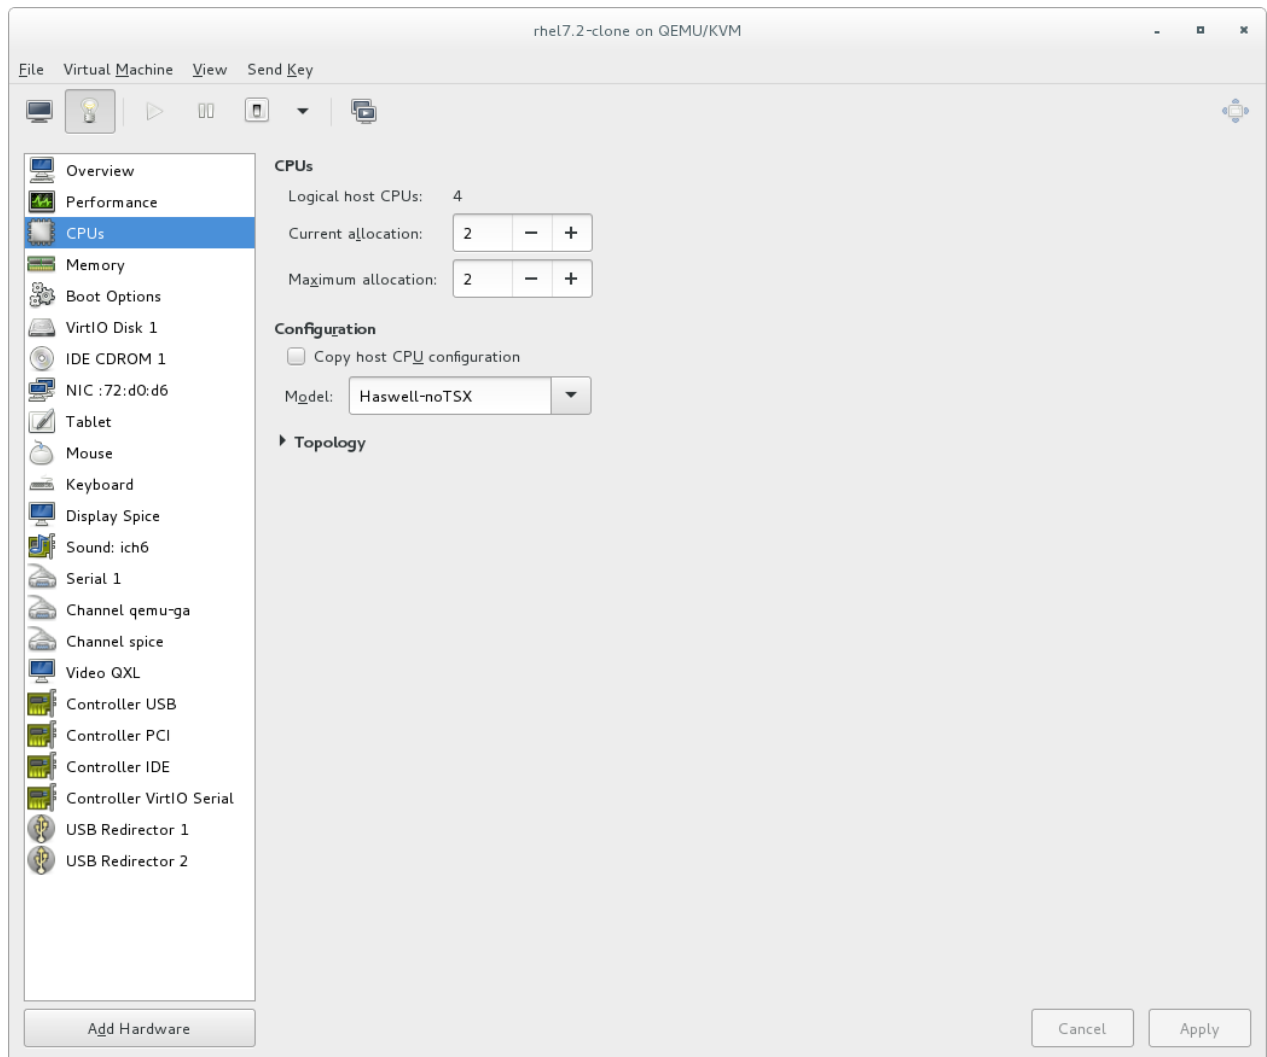 rhel7.2-clone on QEMU/KVM
File Virtual Machine View Send Key
Overview
Performance
CPUs
Memory
Boot Options
VirtIO Disk 1
IDE CDROM 1
NIC :72:d0:d6
Tablet
Mouse
Keyboard
Display Spice
Sound: ich6
Serial 1
Channel qemu-ga
Channel spice
Video QXL
Controller USB
Controller PCI
Controller IDE
Controller VirtIO Serial
USB Redirector 1
USB Redirector 2
Add Hardware
CPUs
Logical host CPUs: 4
Current allocation: 2 − +
Maximum allocation: 2 − +
Configuration
Copy host CPU configuration
Model: Haswell-noTSX
Topology
Cancel Apply